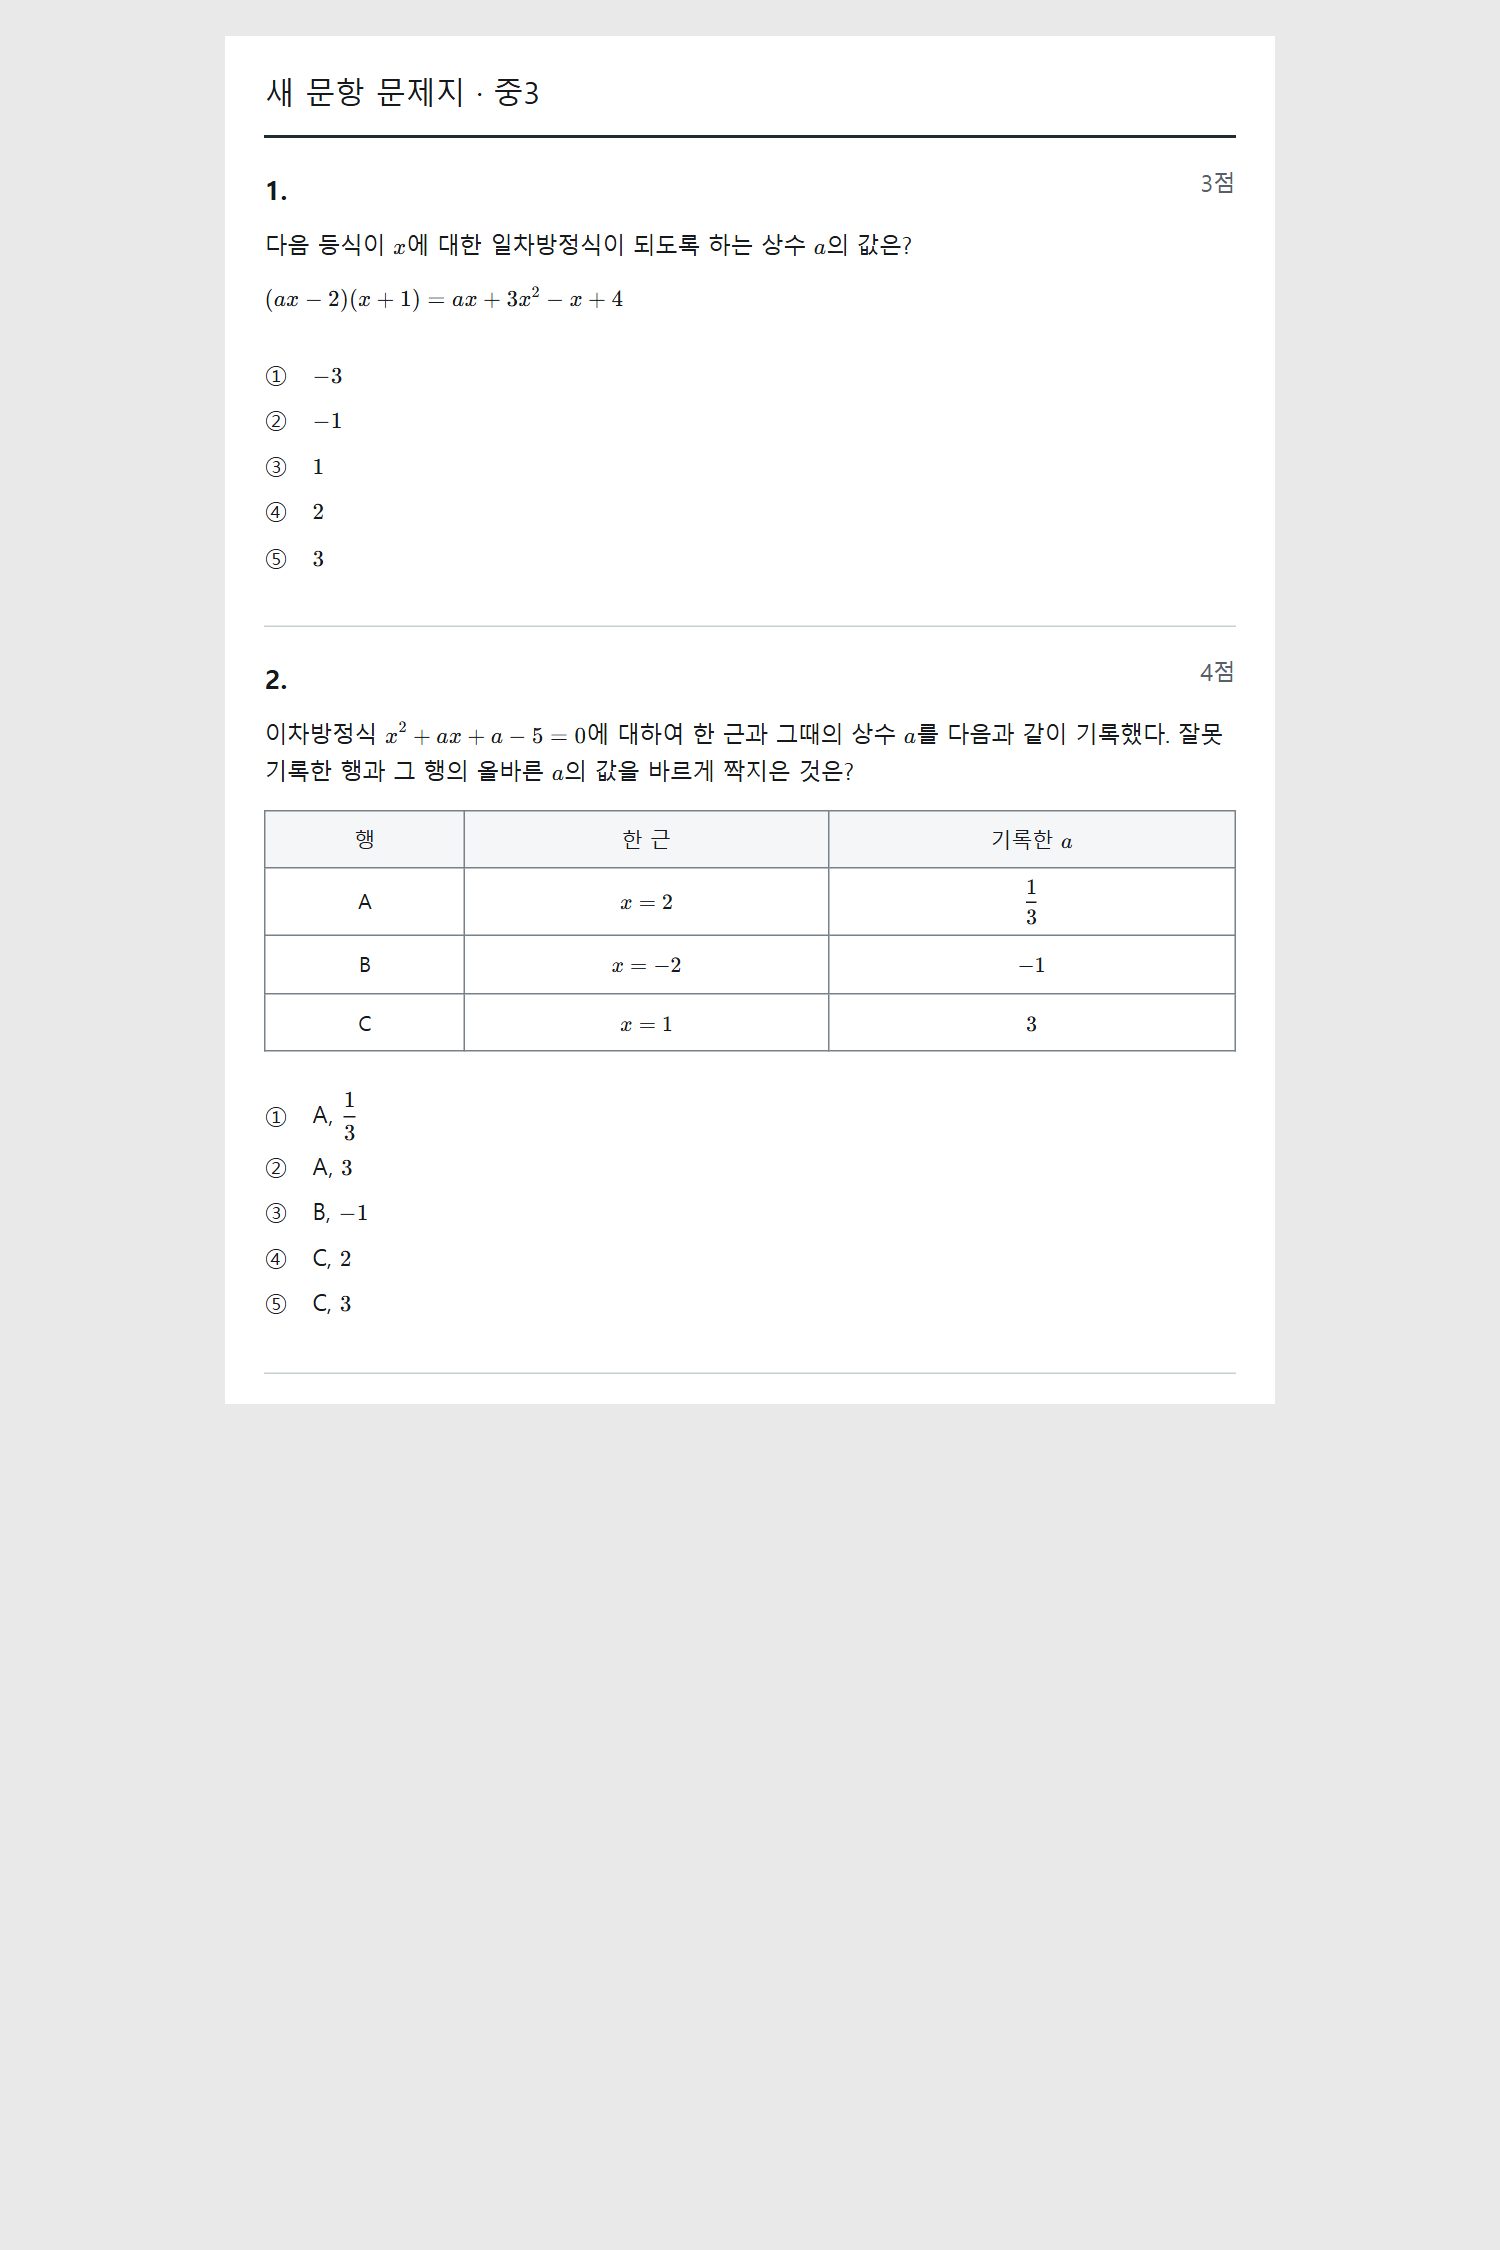 새 문항 문제지 · 중3
1.
3점
다음 등식이 x에 대한 일차방정식이 되도록 하는 상수 a의 값은?
(ax − 2)(x + 1) = ax + 3x² − x + 4
① −3
② −1
③ 1
④ 2
⑤ 3
2.
4점
이차방정식 x² + ax + a − 5 = 0에 대하여 한 근과 그때의 상수 a를 다음과 같이 기록했다. 잘못
기록한 행과 그 행의 올바른 a의 값을 바르게 짝지은 것은?
행 한 근 기록한 a
A x = 2 1/3
B x = −2 −1
C x = 1 3
① A, 1/3
② A, 3
③ B, −1
④ C, 2
⑤ C, 3